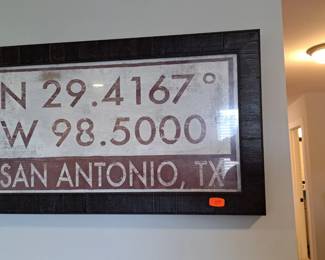 N 29.4167°
W 98.5000
SAN ANTONIO, TX